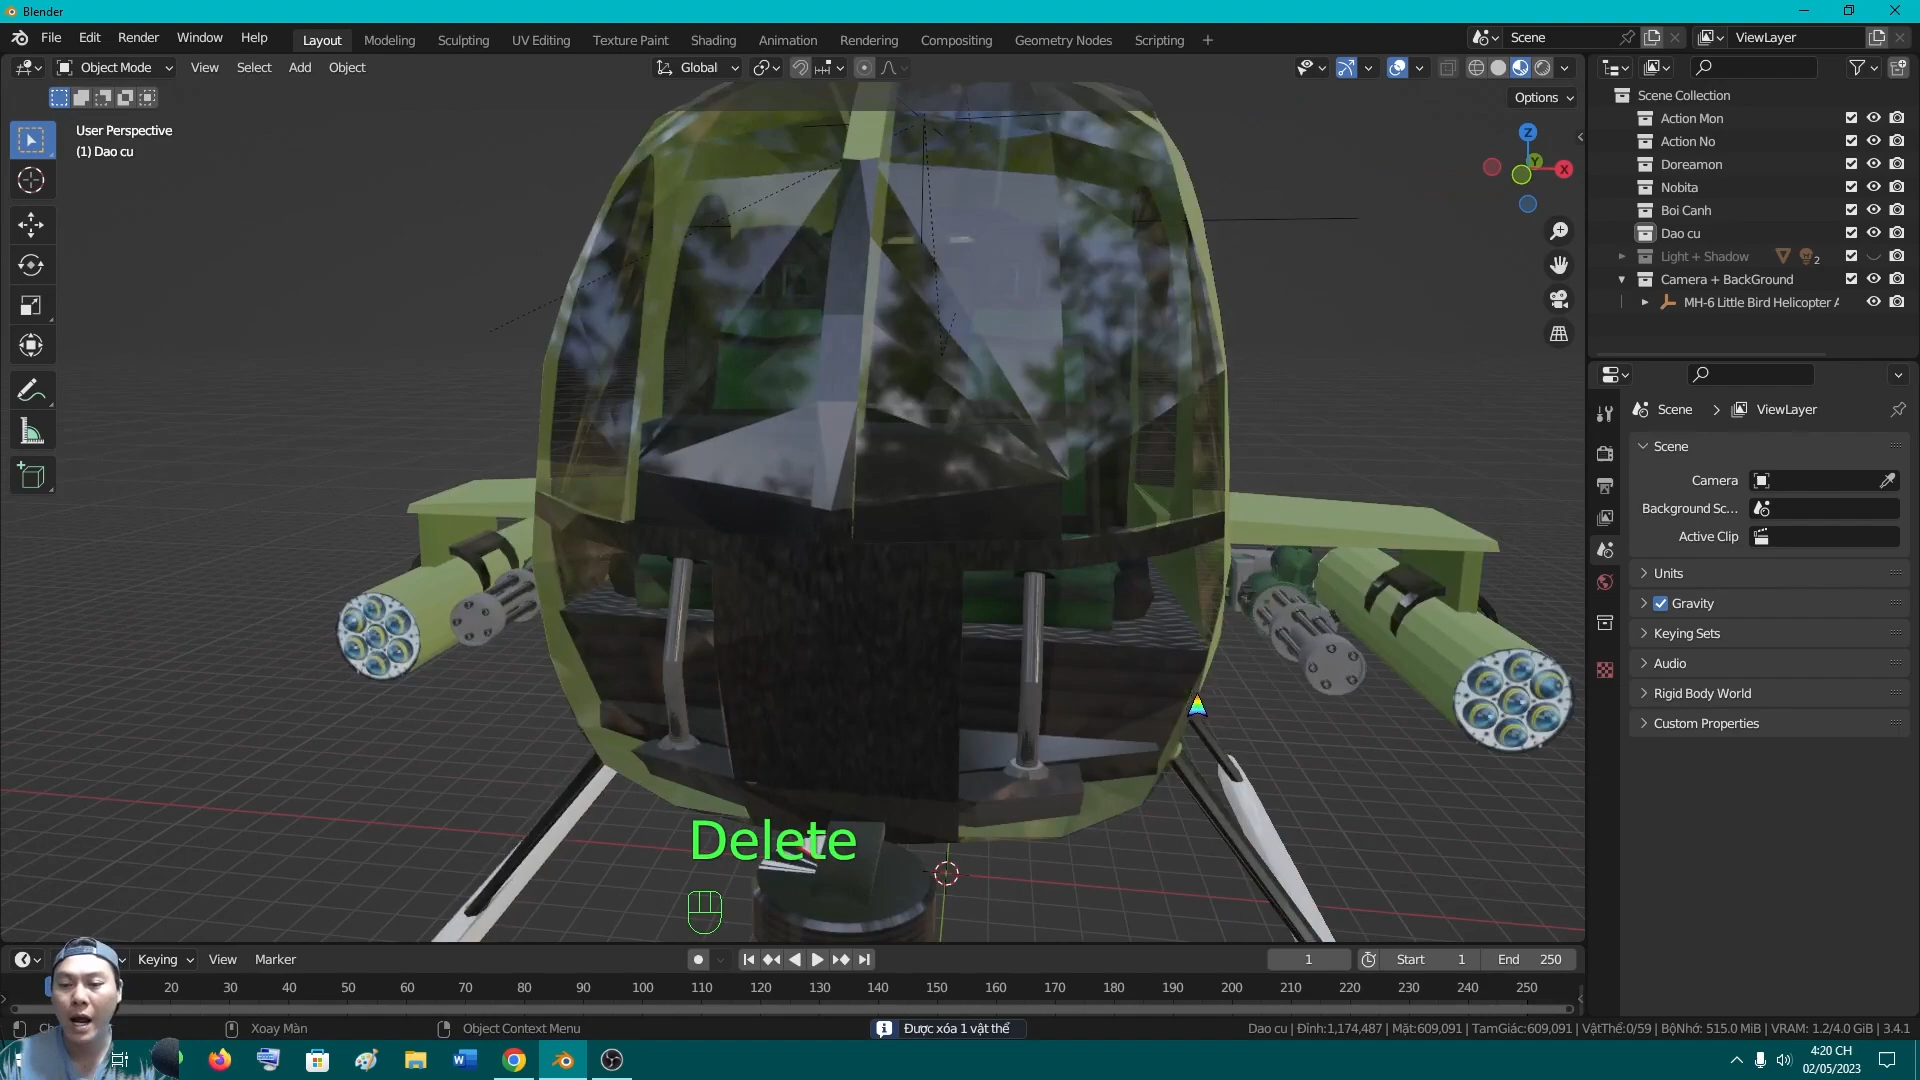 Blender
File Edit Render Window Help
Layout Modeling Sculpting UV Editing Texture Paint Shading Animation Rendering Compositing Geometry Nodes Scripting +
Scene
ViewLayer
Object Mode View Select Add Object
Global
Options
User Perspective
(1) Dao cu
Z
Y
X
Scene Collection
Action Mon
Action No
Doreamon
Nobita
Boi Canh
Dao cu
Light + Shadow 2
Camera + BackGround
MH-6 Little Bird Helicopter A
Scene > ViewLayer
Scene
Camera
Background Sc...
Active Clip
Units
Gravity
Keying Sets
Audio
Rigid Body World
Custom Properties
Delete
Keying View Marker
1 Start 1 End 250
20 30 40 50 60 70 80 90 100 110 120 130 140 150 160 170 180 190 200 210 220 230 240 250
Xoay Màn
Object Context Menu
Được xóa 1 vật thể
Dao cu | Đỉnh:1,174,487 | Mặt:609,091 | TamGiác:609,091 | VậtThể:0/59 | BộNhớ: 515.0 MiB | VRAM: 1.2/4.0 GiB | 3.4.1
4:20 CH
02/05/2023